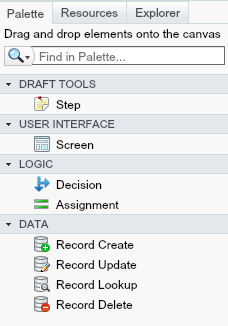 Palette Resources Explorer
Drag and drop elements onto the canvas
Find in Palette...
DRAFT TOOLS
Step
USER INTERFACE
Screen
LOGIC
Decision
Assignment
DATA
Record Create
Record Update
Record Lookup
Record Delete